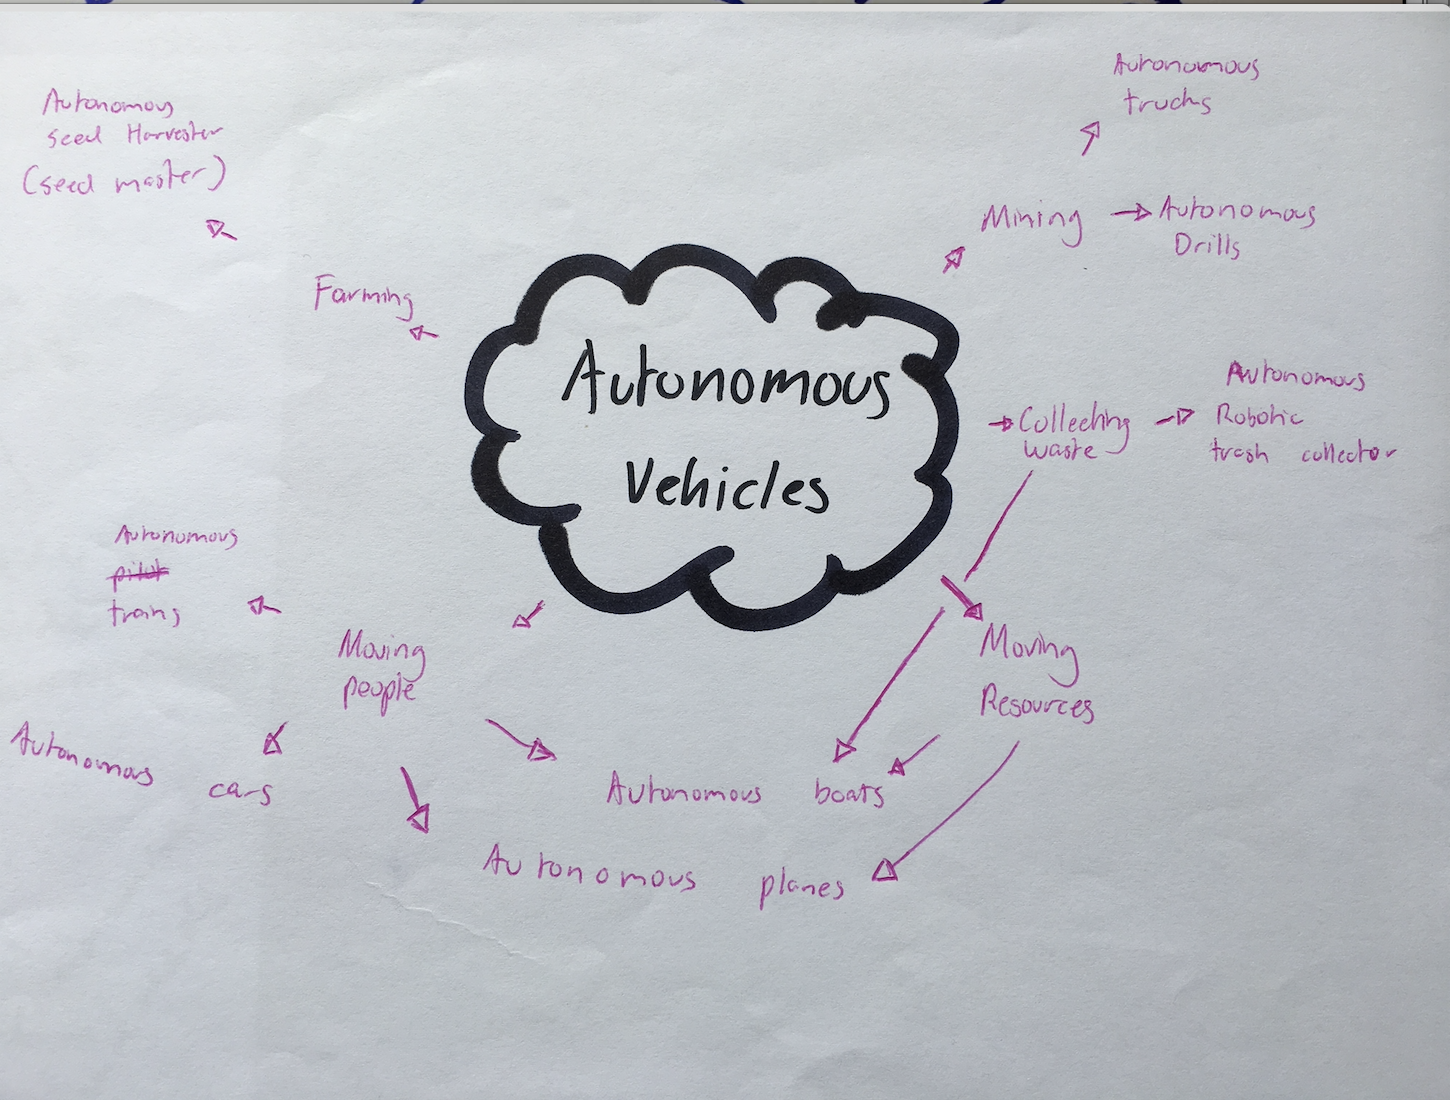 Autonomous
Vehicles
Autonomous
seed Harvester
(seed master)
Farming
Autonomous
trucks
Mining
Autonomous
Drills
Collecting
waste
Autonomous
Robotic
trash collector
Moving
Resources
Autonomous
pilot
trains
Moving
people
Autonomous cars
Autonomous boats
Autonomous planes